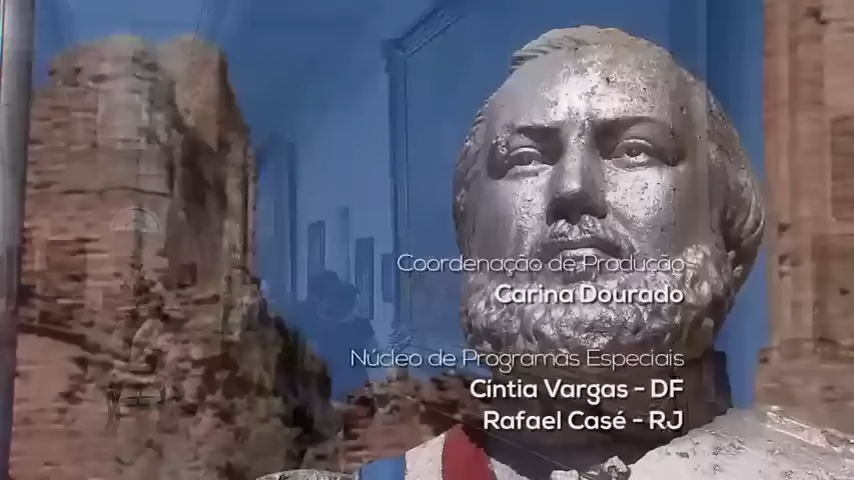 Coordenação de Produção
Carina Dourado
Núcleo de Programas Especiais
Cíntia Vargas - DF
Rafael Casé - RJ